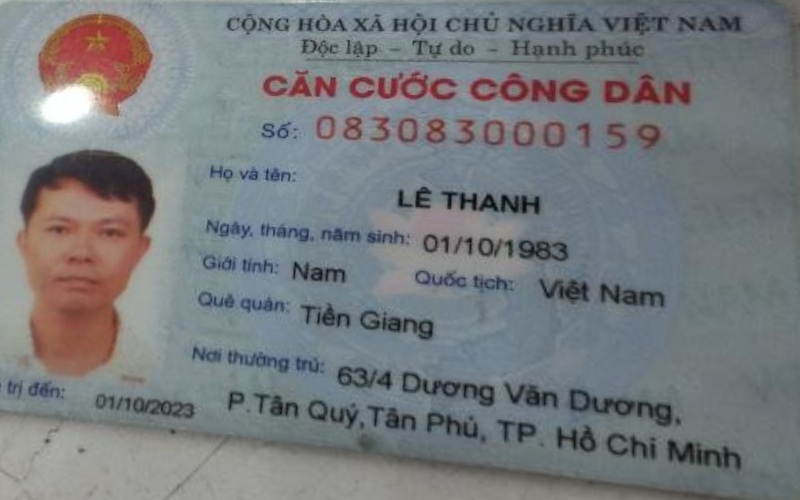 CỘNG HÒA XÃ HỘI CHỦ NGHĨA VIỆT NAM
Độc lập - Tự do - Hạnh phúc
CĂN CƯỚC CÔNG DÂN
Số: 083083000159
Họ và tên:
LÊ THANH
Ngày, tháng, năm sinh: 01/10/1983
Giới tính: Nam Quốc tịch: Việt Nam
Quê quán: Tiền Giang
Nơi thường trú: 63/4 Dương Văn Dương,
P.Tân Quý,Tân Phú, TP. Hồ Chí Minh
trị đến: 01/10/2023